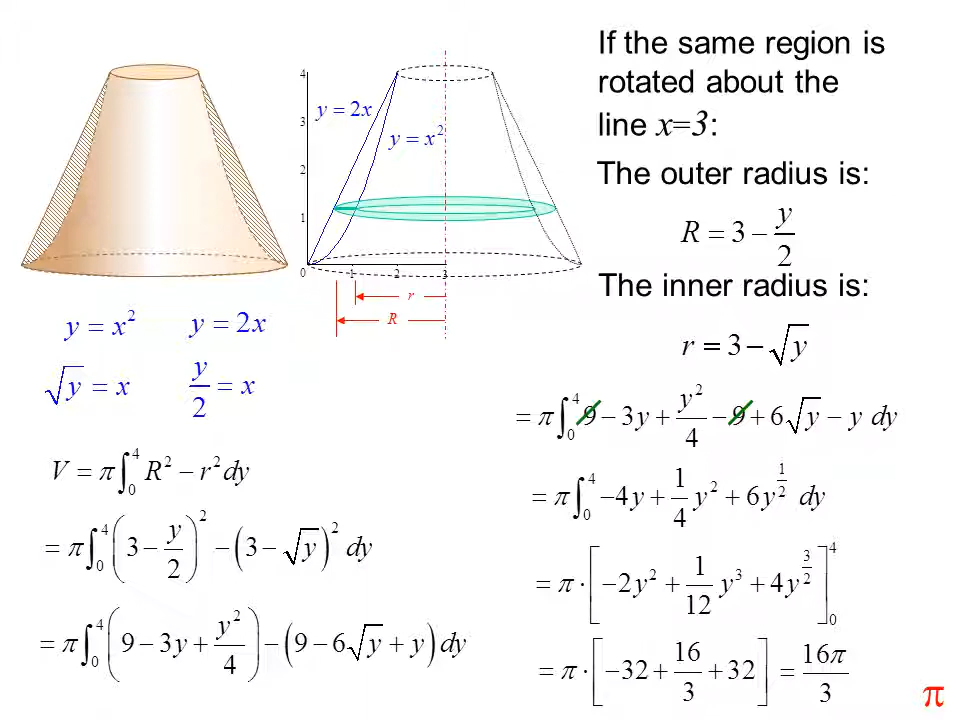 If the same region is
rotated about the
line x=3:
The outer radius is:
R = 3 − y/2
The inner radius is:
r = 3 − √y
4
3
2
1
0 1 2 3
y = 2x
y = x²
r
R
y = x² y = 2x
√y = x y/2 = x
V = π∫₀⁴ R² − r² dy
= π∫₀⁴ (3 − y/2)² − (3 − √y)² dy
= π∫₀⁴ (9 − 3y + y²/4) − (9 − 6√y + y) dy
= π∫₀⁴ 9 − 3y + y²/4 − 9 + 6√y − y dy
= π∫₀⁴ −4y + 1/4 y² + 6y^(1/2) dy
= π · [−2y² + 1/12 y³ + 4y^(3/2)]₀⁴
= π · [−32 + 16/3 + 32] = 16π/3
π